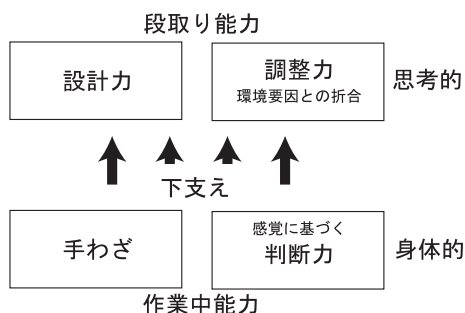 段取り能力
設計力
調整力
環境要因との折合
思考的
下支え
手わざ
感覚に基づく
判断力
身体的
作業中能力